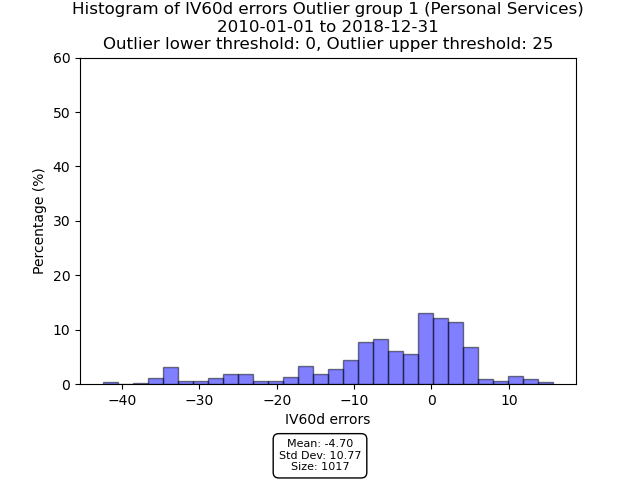 Histogram of IV60d errors Outlier group 1 (Personal Services)
2010-01-01 to 2018-12-31
Outlier lower threshold: 0, Outlier upper threshold: 25
60
50
40
30
20
10
0
Percentage (%)
−40
−30
−20
−10
0
10
IV60d errors
Mean: -4.70
Std Dev: 10.77
Size: 1017